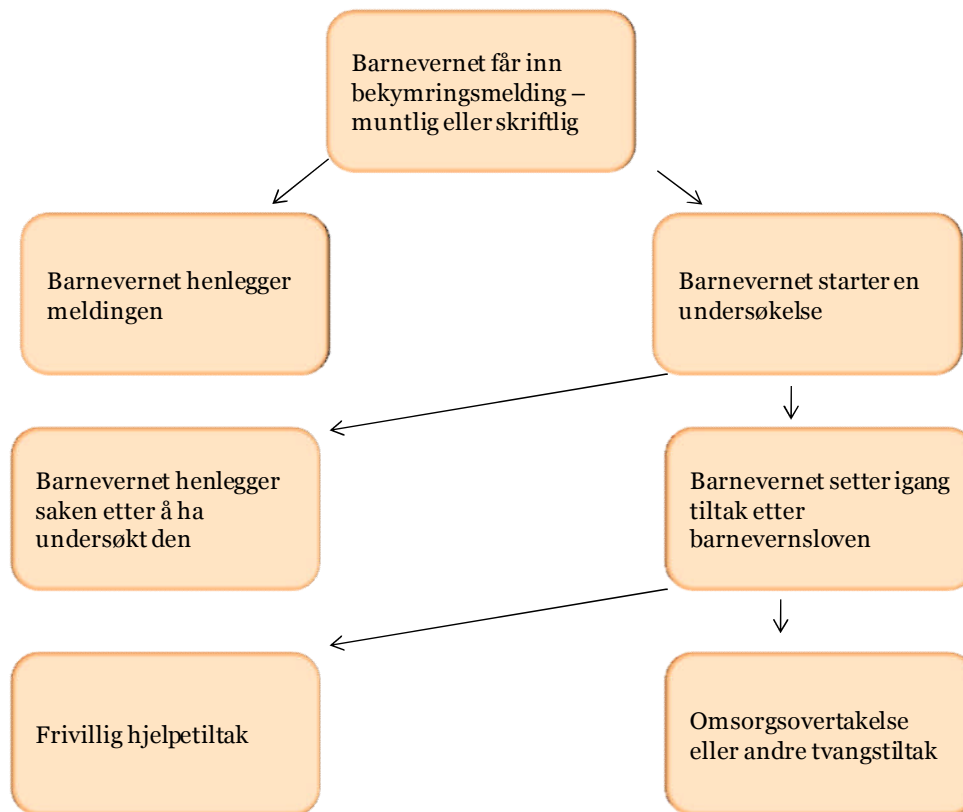 Barnevernet får inn
bekymringsmelding –
muntlig eller skriftlig
Barnevernet henlegger
meldingen
Barnevernet starter en
undersøkelse
Barnevernet henlegger
saken etter å ha
undersøkt den
Barnevernet setter igang
tiltak etter
barnevernsloven
Frivillig hjelpetiltak
Omsorgsovertakelse
eller andre tvangstiltak